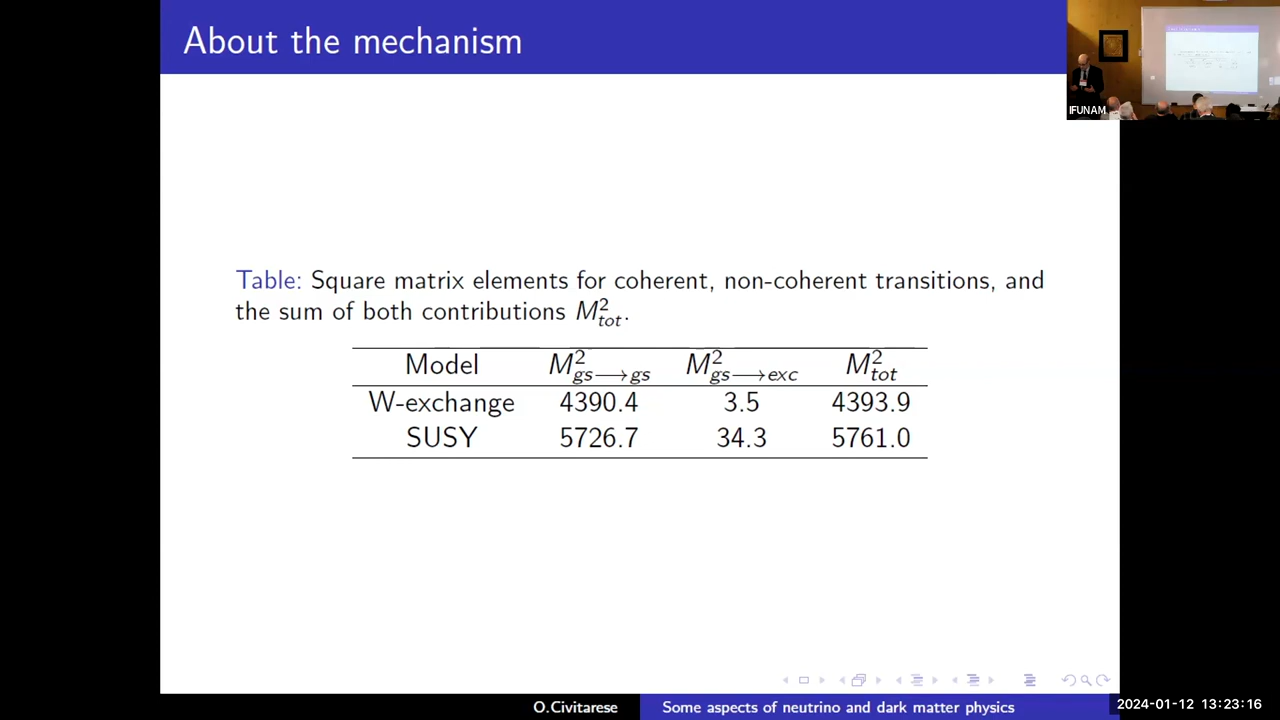 About the mechanism
IFUNAM
Table: Square matrix elements for coherent, non-coherent transitions, and
the sum of both contributions M²tot.
Model M²gs⟶gs M²gs⟶exc M²tot
W-exchange 4390.4 3.5 4393.9
SUSY 5726.7 34.3 5761.0
O.Civitarese Some aspects of neutrino and dark matter physics
2024-01-12 13:23:16